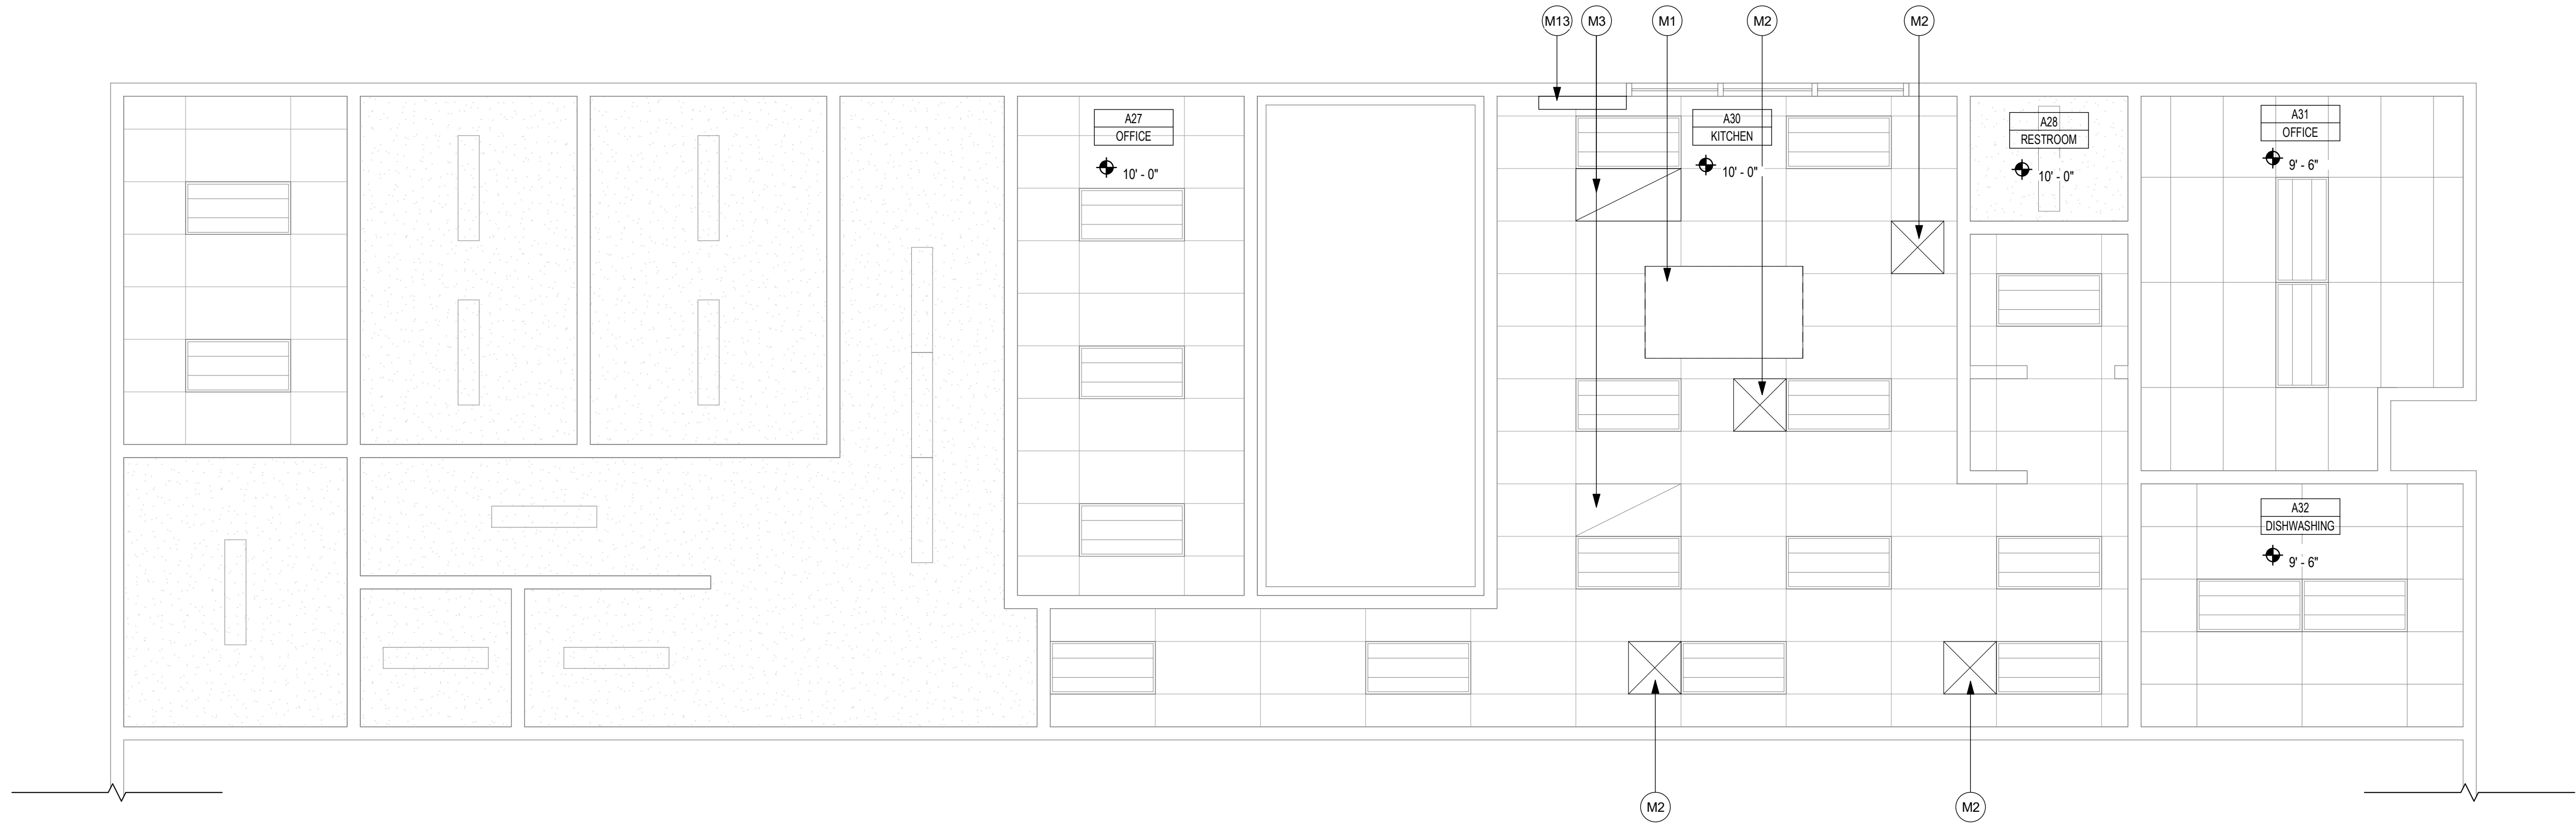 M13
M3
M1
M2
M2
A27
OFFICE
10' - 0"
A30
KITCHEN
10' - 0"
A28
RESTROOM
10' - 0"
A31
OFFICE
9' - 6"
A32
DISHWASHING
9' - 6"
M2
M2